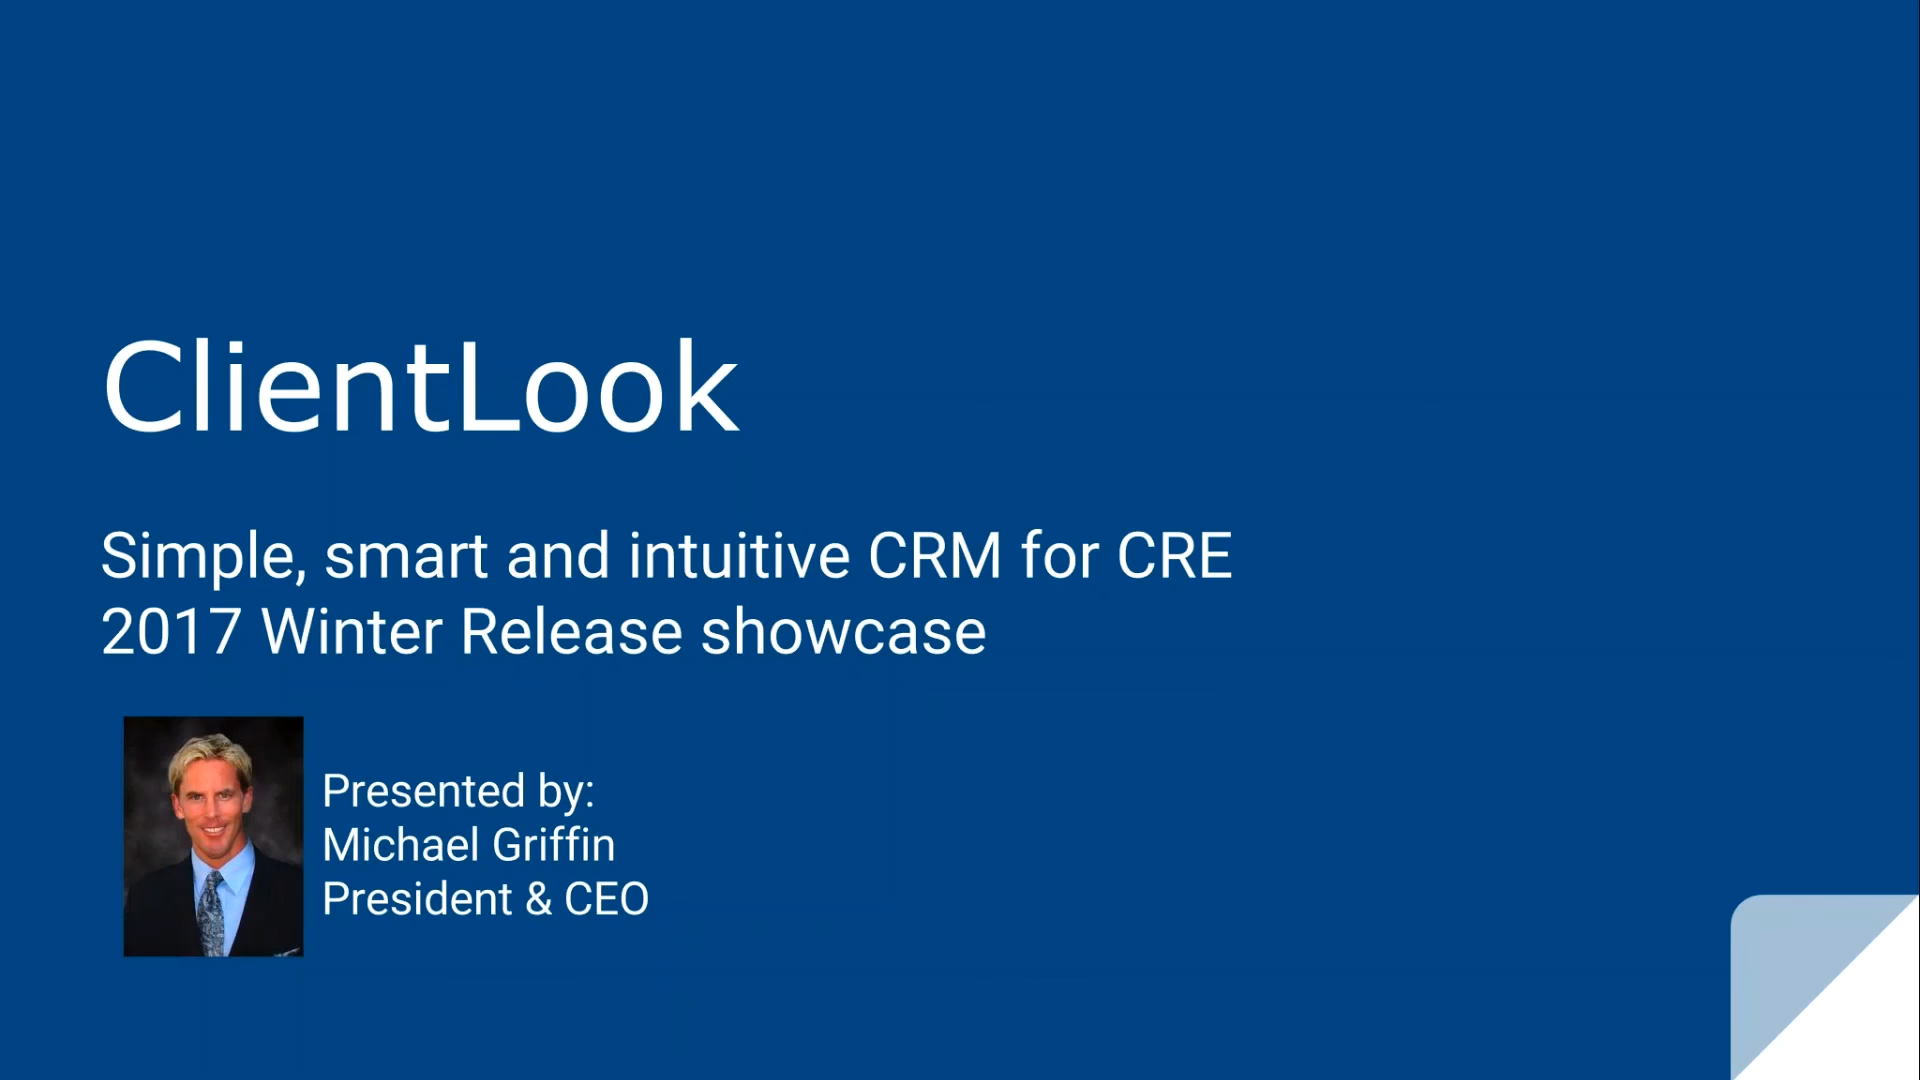 ClientLook
Simple, smart and intuitive CRM for CRE
2017 Winter Release showcase
Presented by:
Michael Griffin
President & CEO